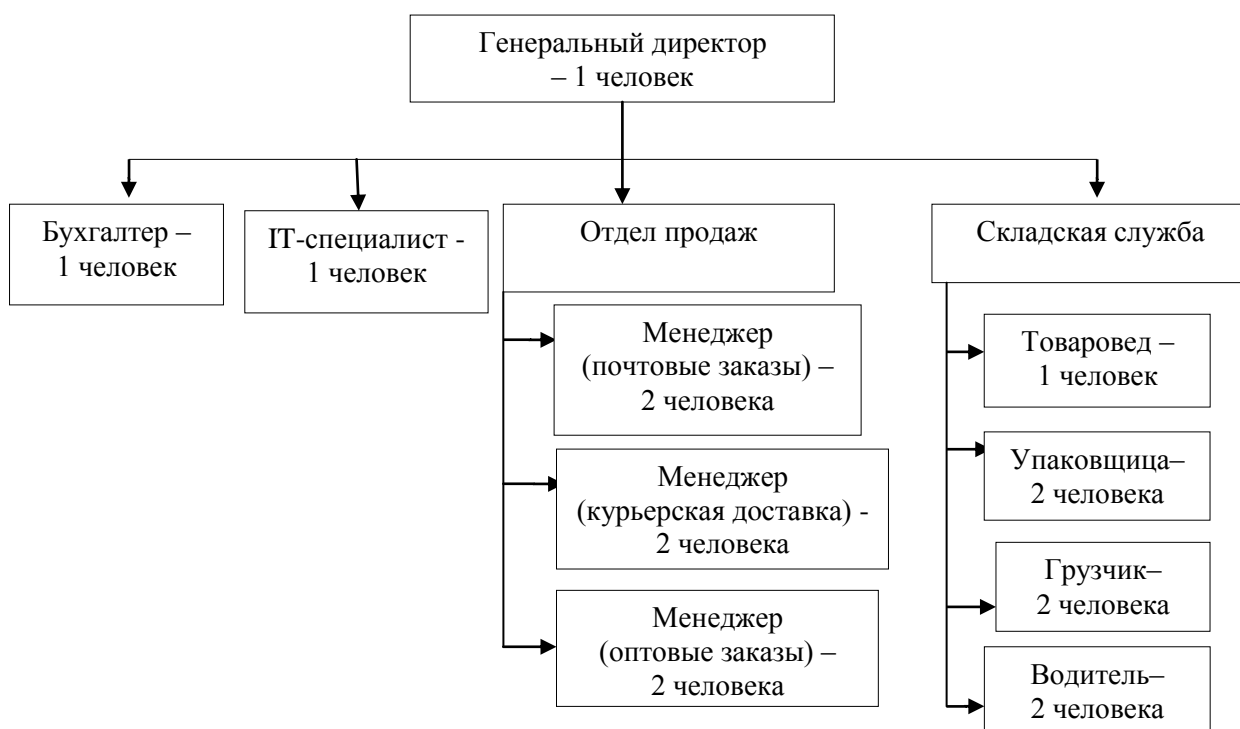 Генеральный директор
– 1 человек
Бухгалтер –
1 человек
IT-специалист -
1 человек
Отдел продаж
Складская служба
Менеджер
(почтовые заказы) –
2 человека
Менеджер
(курьерская доставка) -
2 человека
Менеджер
(оптовые заказы) –
2 человека
Товаровед –
1 человек
Упаковщица–
2 человека
Грузчик–
2 человека
Водитель–
2 человека